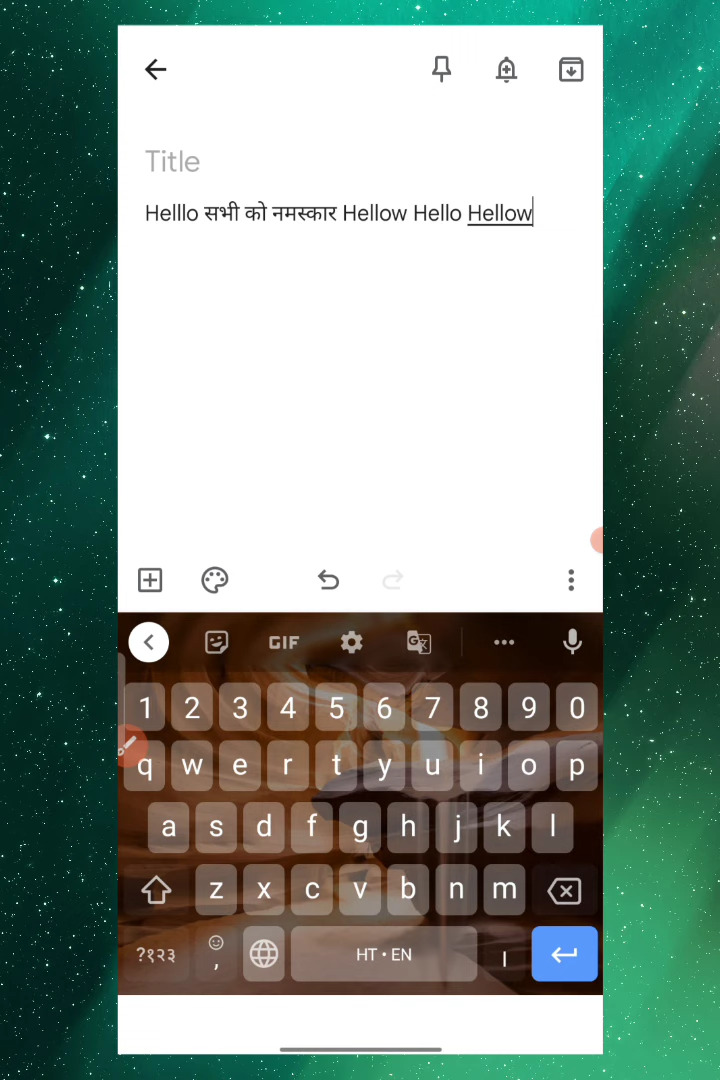 Title
Helllo सभी को नमस्कार Hellow Hello Hellow
GIF
1 2 3 4 5 6 7 8 9 0
q w e r t y u i o p
a s d f g h j k l
z x c v b n m
?१२३ , HT • EN ।